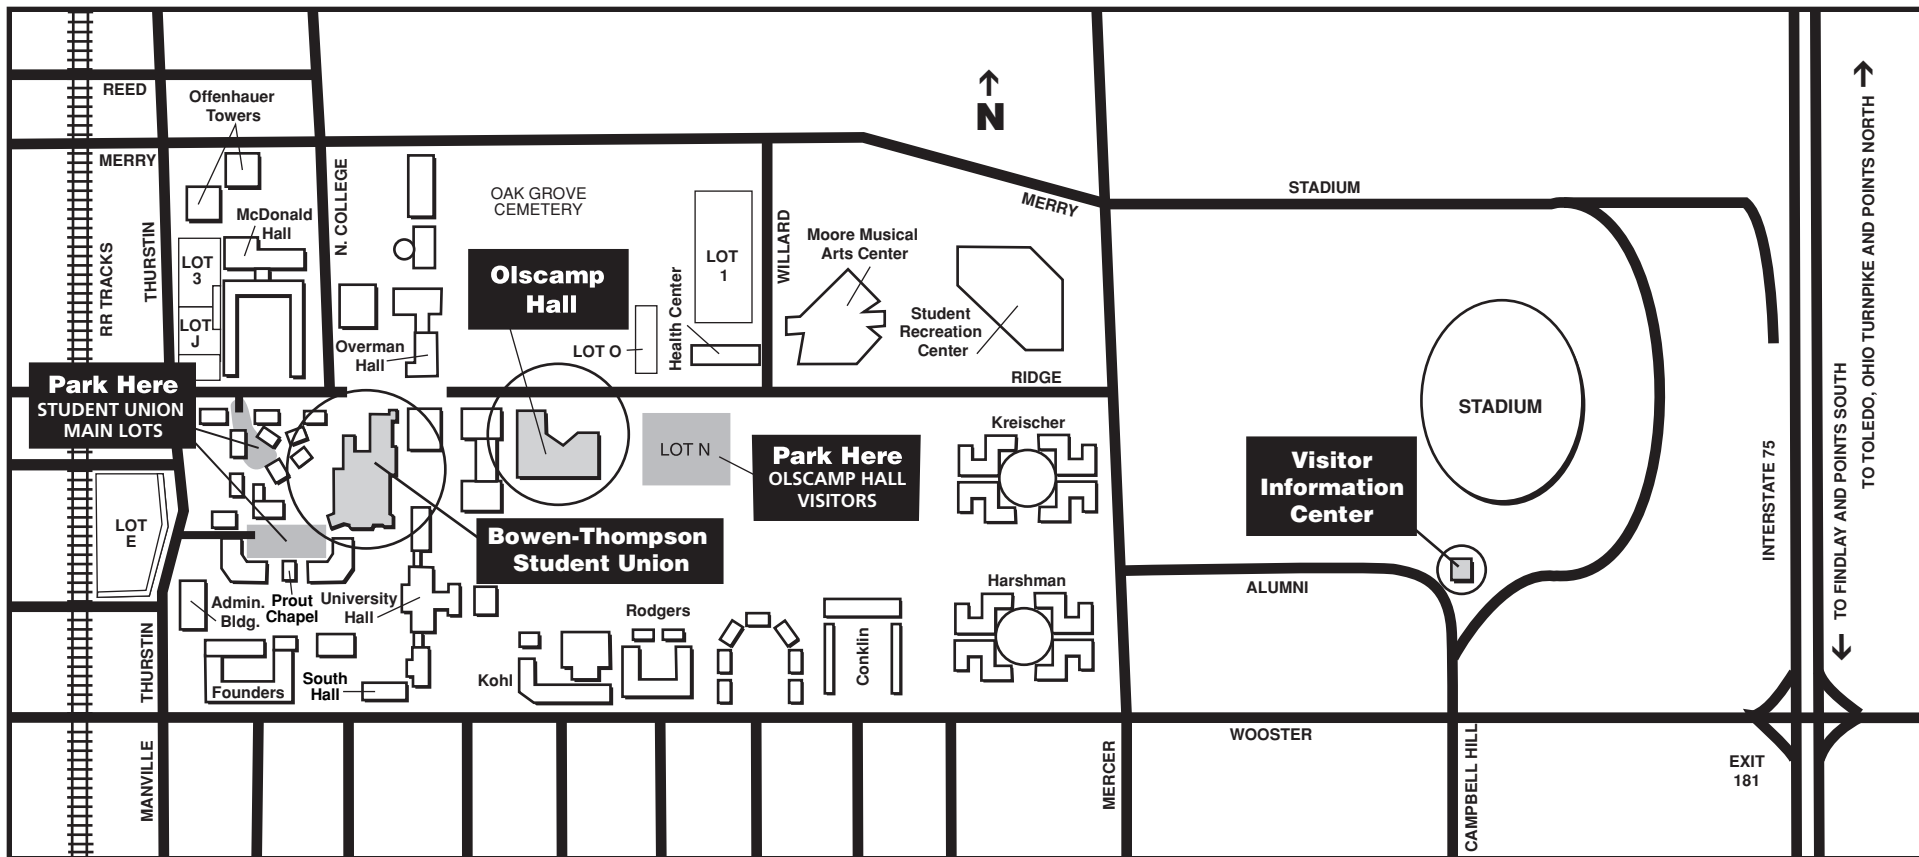 REED
Offenhauer
Towers
MERRY
N
TO TOLEDO, OHIO TURNPIKE AND POINTS NORTH
STADIUM
MERRY
OAK GROVE
CEMETERY
N. COLLEGE
THURSTIN
RR TRACKS
McDonald
Hall
LOT
3
LOT
J
Olscamp
Hall
LOT
1
WILLARD
Moore Musical
Arts Center
Student
Recreation
Center
Health Center
LOT O
Overman
Hall
RIDGE
Park Here
STUDENT UNION
MAIN LOTS
STADIUM
TO FINDLAY AND POINTS SOUTH
INTERSTATE 75
Kreischer
LOT N
Park Here
OLSCAMP HALL
VISITORS
Visitor
Information
Center
LOT
E
Bowen-Thompson
Student Union
ALUMNI
Harshman
Admin.
Bldg.
Prout
Chapel
University
Hall
Rodgers
Conklin
THURSTIN
Founders
South
Hall
Kohl
WOOSTER
MANVILLE
MERCER
CAMPBELL HILL
EXIT
181